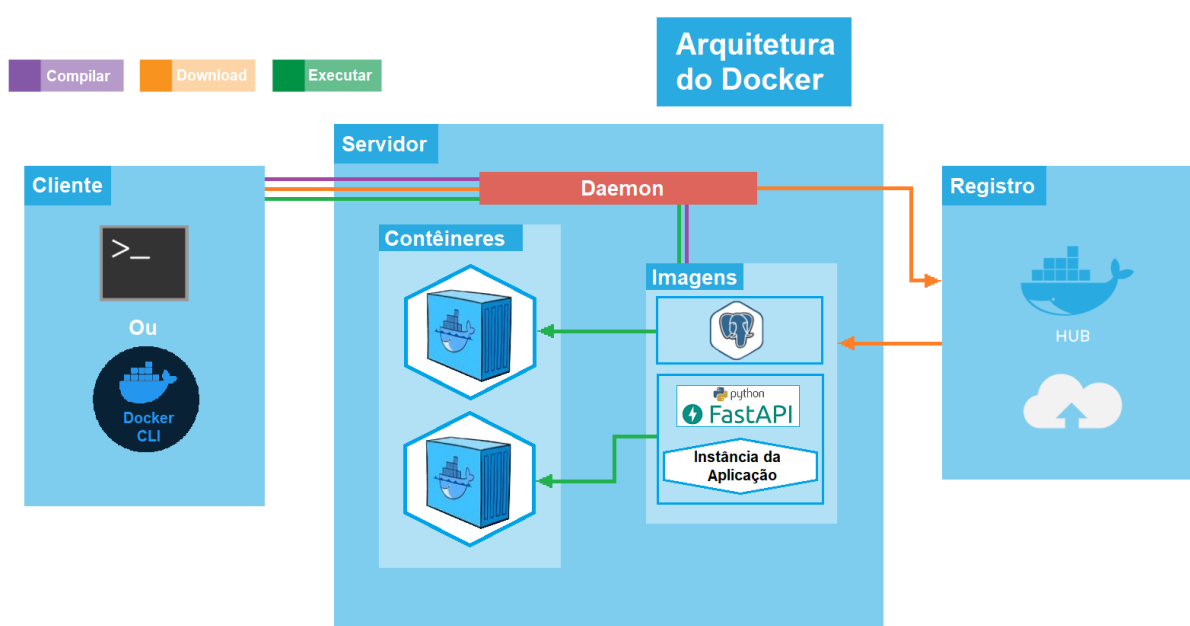 Arquitetura
do Docker
Compilar
Download
Executar
Servidor
Cliente
Daemon
Registro
Contêineres
Imagens
>_
Ou
HUB
Docker
CLI
python
FastAPI
Instância da
Aplicação